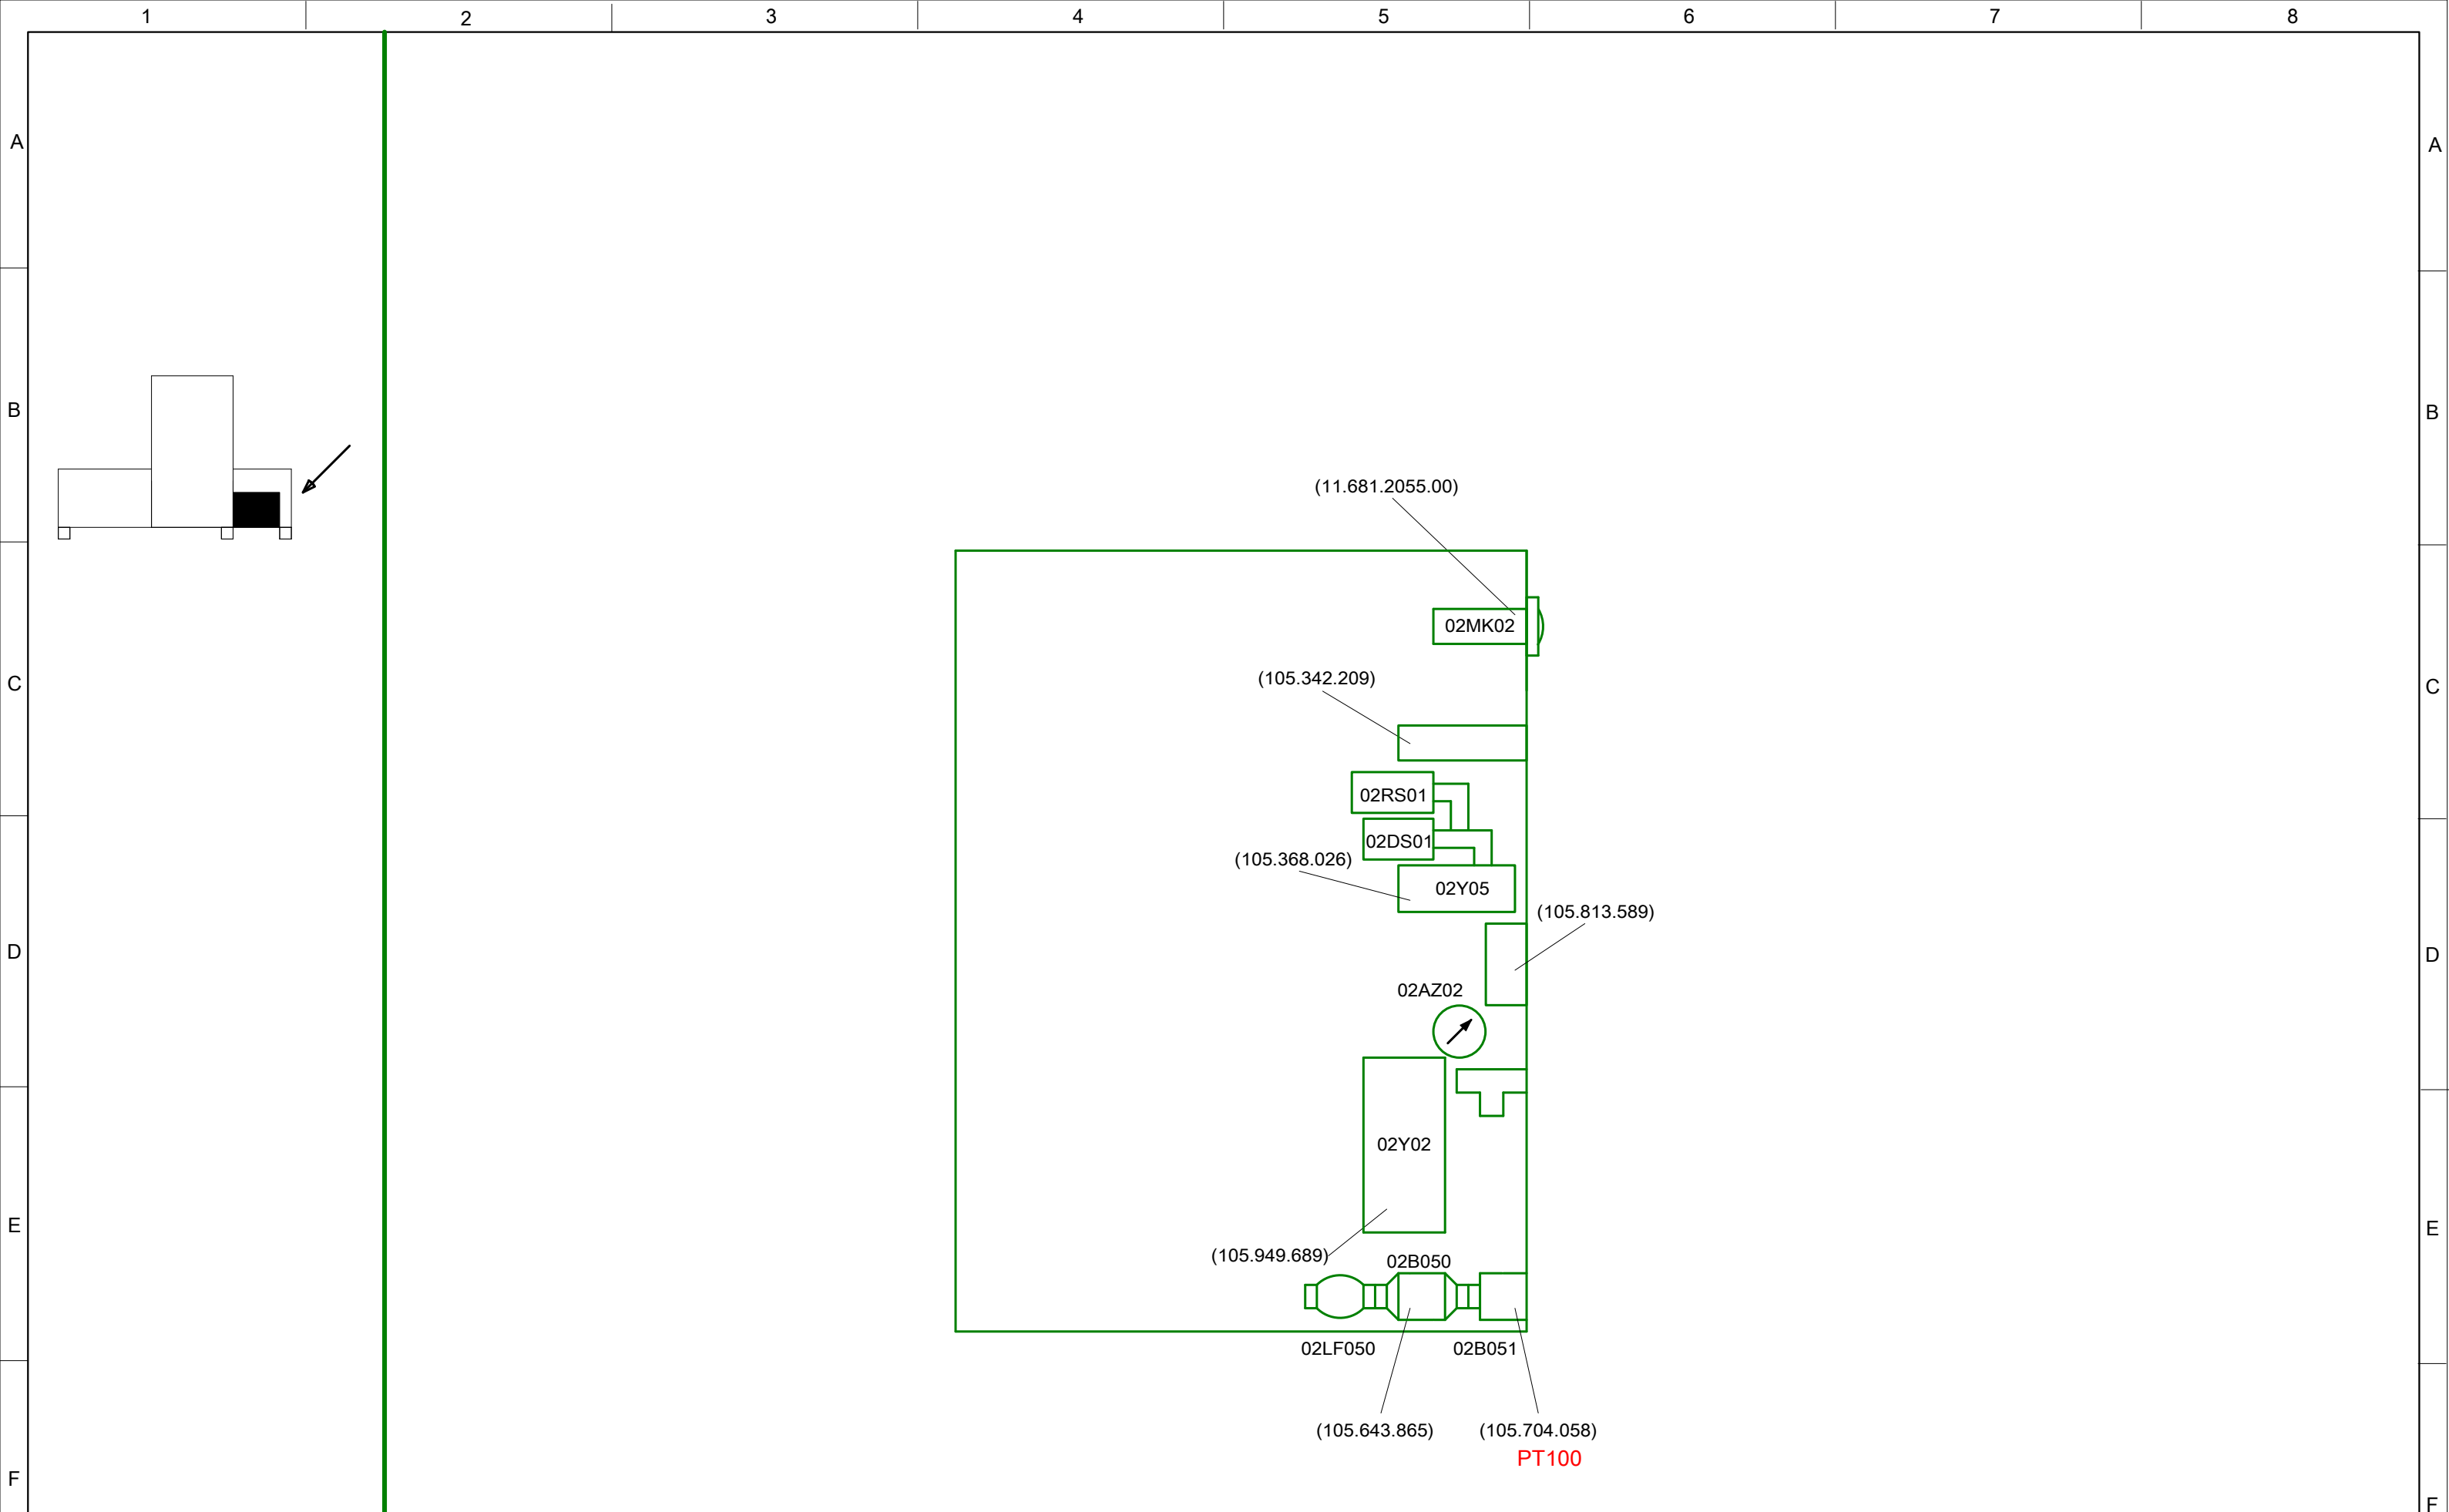 1 2 3 4 5 6 7 8
A A
B B
(11.681.2055.00)
02MK02
C C
(105.342.209)
02RS01
02DS01
(105.368.026)
02Y05
(105.813.589)
D D
02AZ02
02Y02
E E
(105.949.689)
02B050
02LF050 02B051
(105.643.865) (105.704.058)
PT100
F F